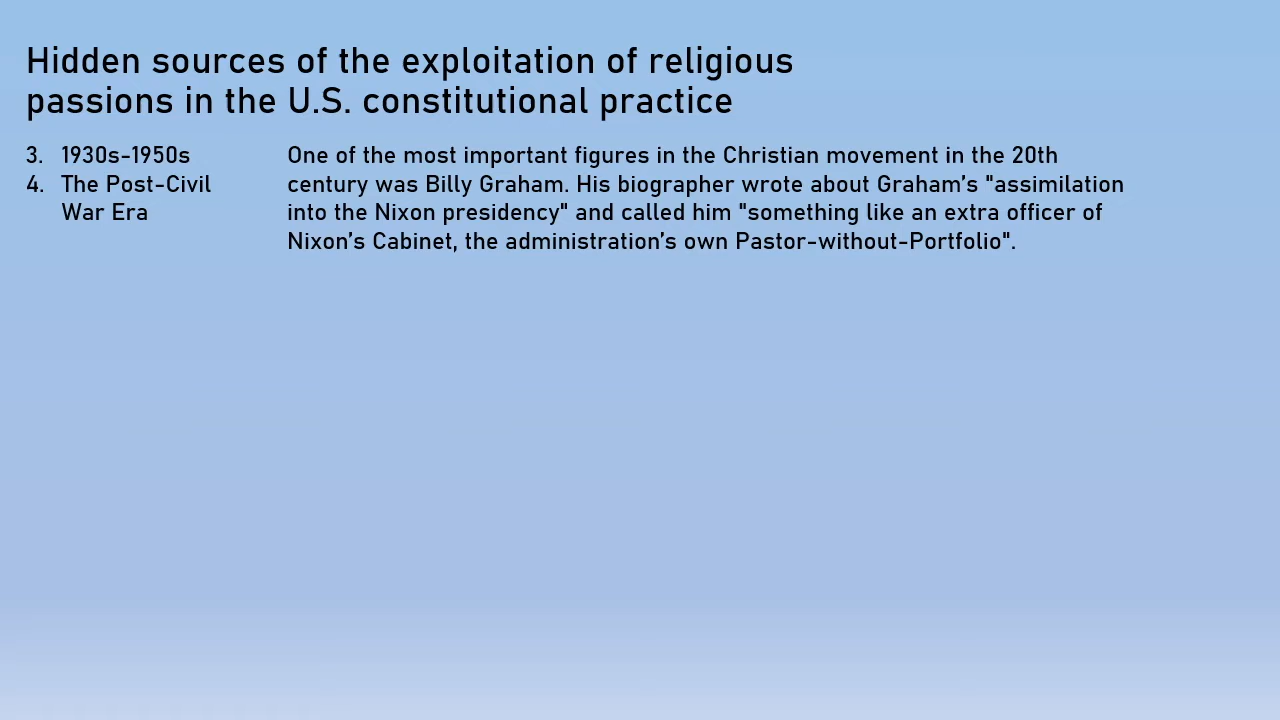 Hidden sources of the exploitation of religious
passions in the U.S. constitutional practice
3. 1930s-1950s
4. The Post-Civil
War Era
One of the most important figures in the Christian movement in the 20th
century was Billy Graham. His biographer wrote about Graham’s "assimilation
into the Nixon presidency" and called him "something like an extra officer of
Nixon’s Cabinet, the administration’s own Pastor-without-Portfolio".